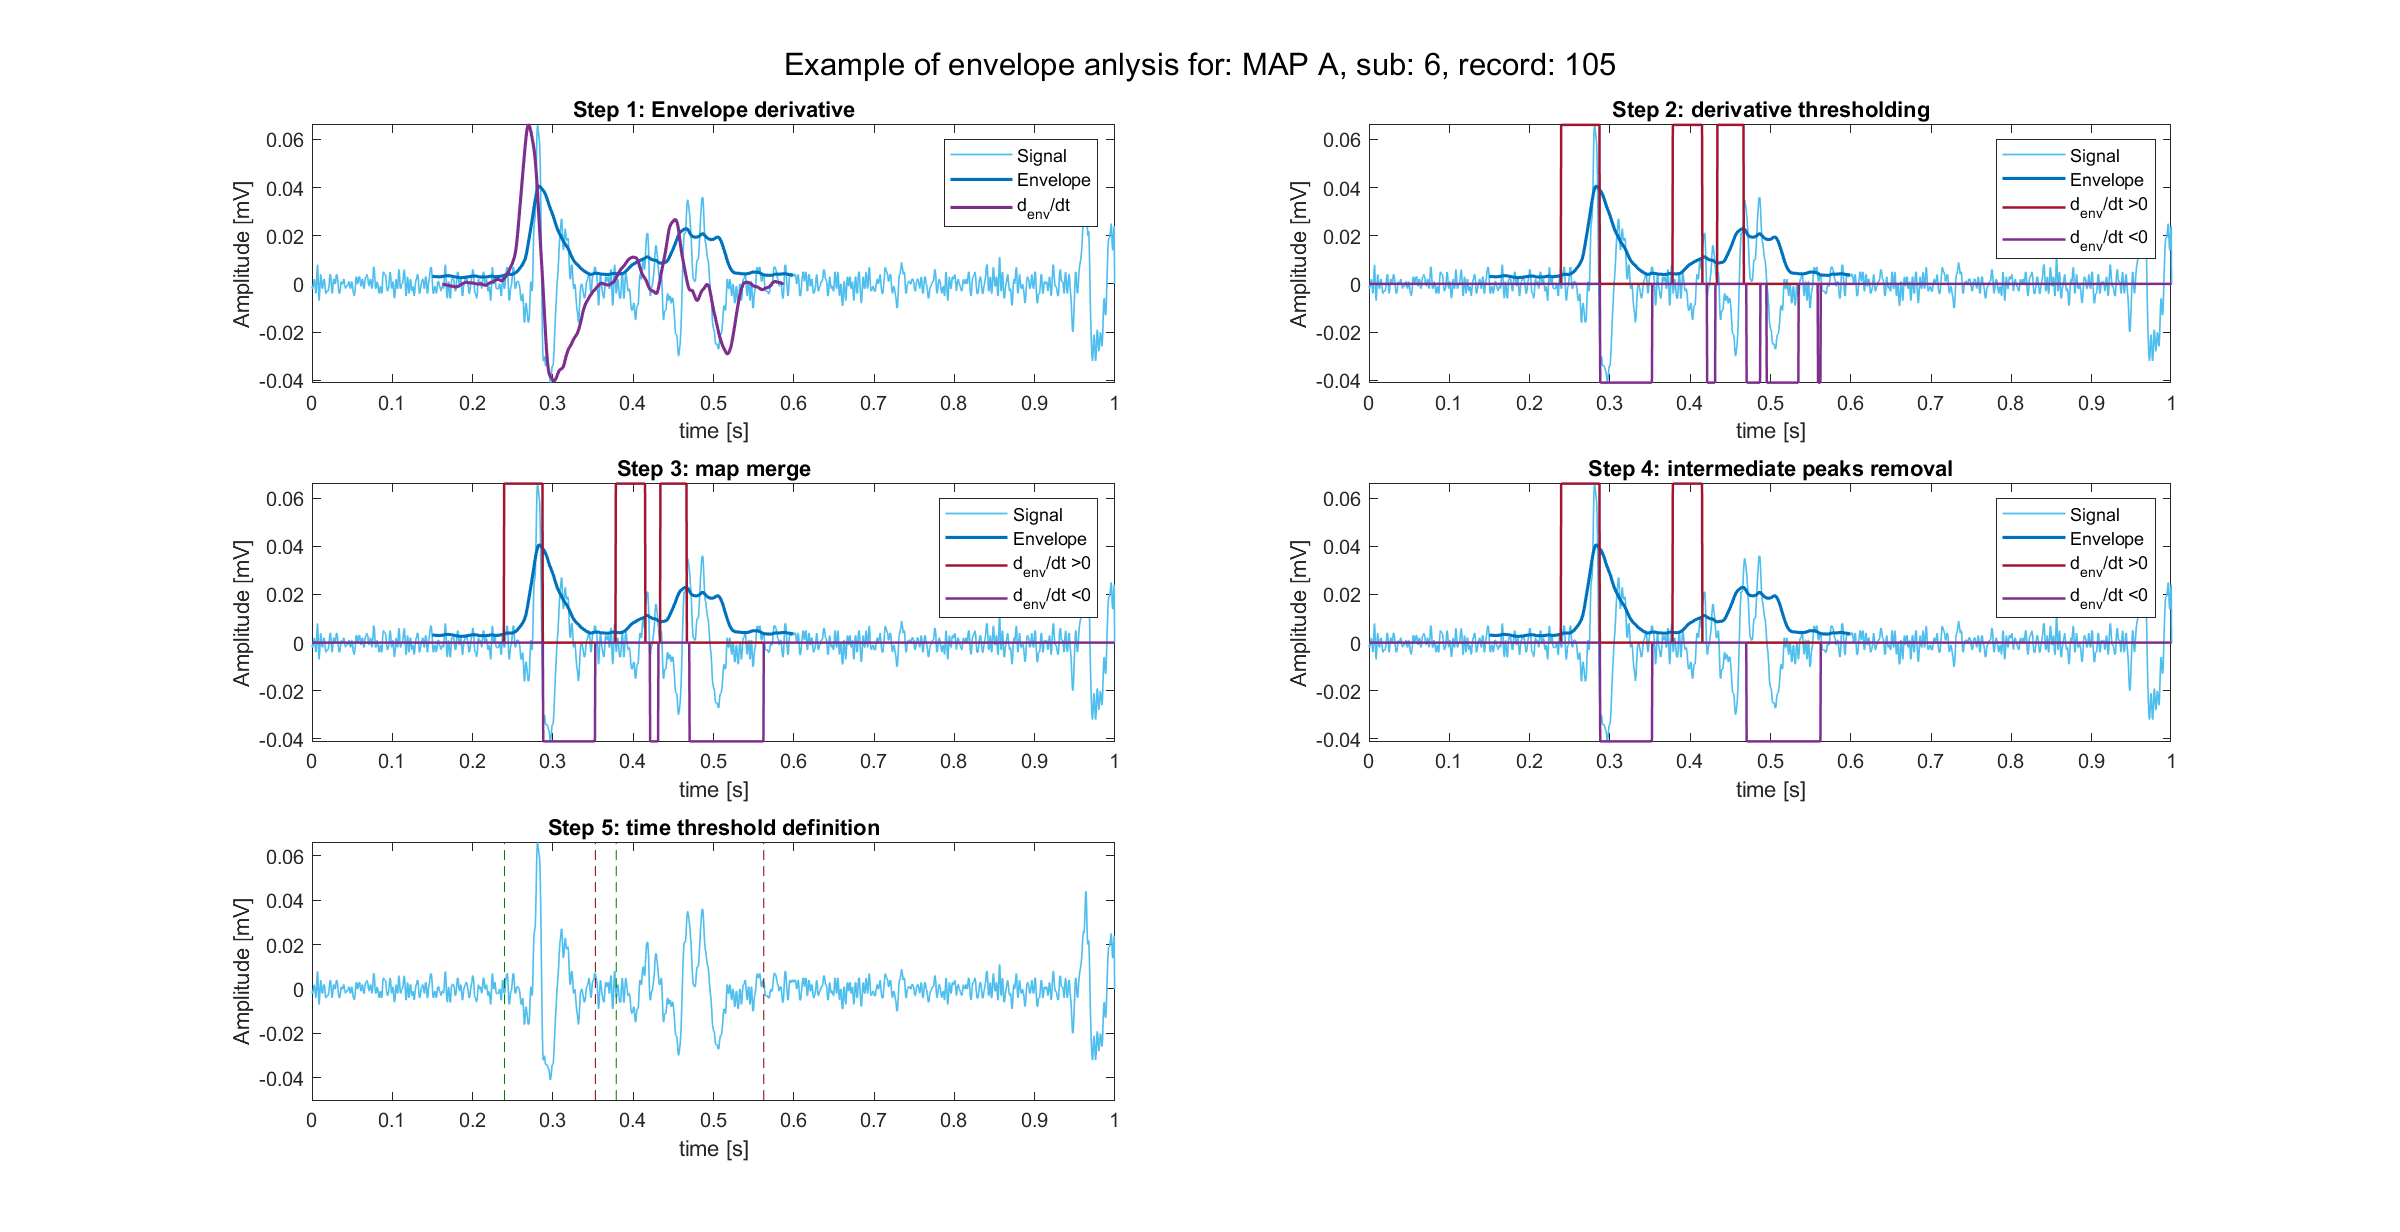 Example of envelope anlysis for: MAP A, sub: 6, record: 105
Step 1: Envelope derivative
0.06
0.04
0.02
0
-0.02
-0.04
Amplitude [mV]
0 0.1 0.2 0.3 0.4 0.5 0.6 0.7 0.8 0.9 1
time [s]
Signal
Envelope
d_env/dt
Step 2: derivative thresholding
0.06
0.04
0.02
0
-0.02
-0.04
Amplitude [mV]
0 0.1 0.2 0.3 0.4 0.5 0.6 0.7 0.8 0.9 1
time [s]
Signal
Envelope
d_env/dt >0
d_env/dt <0
Step 3: map merge
0.06
0.04
0.02
0
-0.02
-0.04
Amplitude [mV]
0 0.1 0.2 0.3 0.4 0.5 0.6 0.7 0.8 0.9 1
time [s]
Signal
Envelope
d_env/dt >0
d_env/dt <0
Step 4: intermediate peaks removal
0.06
0.04
0.02
0
-0.02
-0.04
Amplitude [mV]
0 0.1 0.2 0.3 0.4 0.5 0.6 0.7 0.8 0.9 1
time [s]
Signal
Envelope
d_env/dt >0
d_env/dt <0
Step 5: time threshold definition
0.06
0.04
0.02
0
-0.02
-0.04
Amplitude [mV]
0 0.1 0.2 0.3 0.4 0.5 0.6 0.7 0.8 0.9 1
time [s]